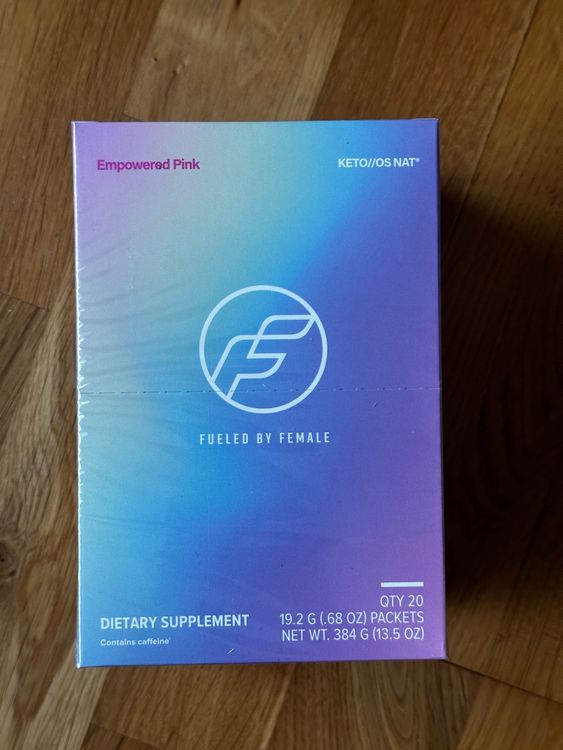 Empowered Pink
KETO//OS NAT®
FUELED BY FEMALE
QTY 20
19.2 G (.68 OZ) PACKETS
NET WT. 384 G (13.5 OZ)
DIETARY SUPPLEMENT
Contains caffeine